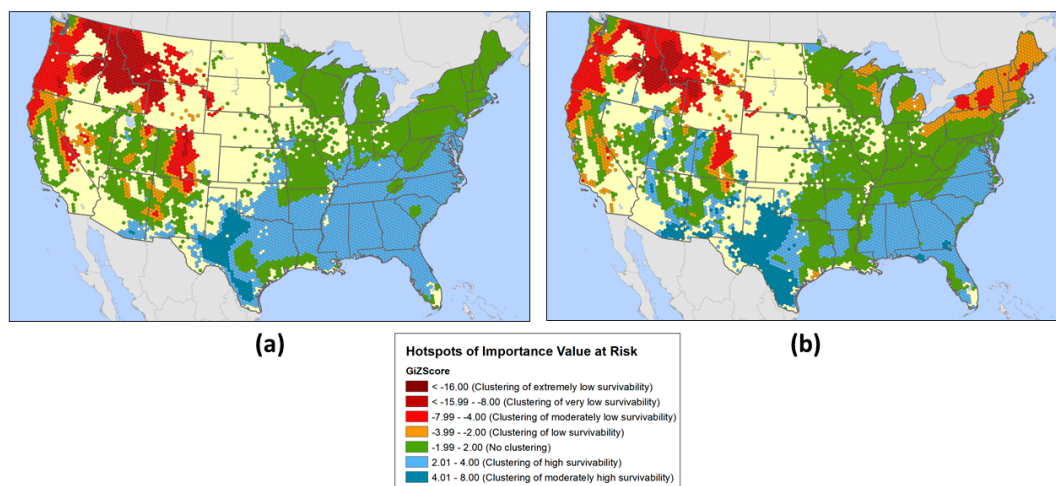 (a)
(b)
Hotspots of Importance Value at Risk
GiZScore
< -16.00 (Clustering of extremely low survivability)
< -15.99 - -8.00 (Clustering of very low survivability)
-7.99 - -4.00 (Clustering of moderately low survivability)
-3.99 - -2.00 (Clustering of low survivability)
-1.99 - 2.00 (No clustering)
2.01 - 4.00 (Clustering of high survivability)
4.01 - 8.00 (Clustering of moderately high survivability)